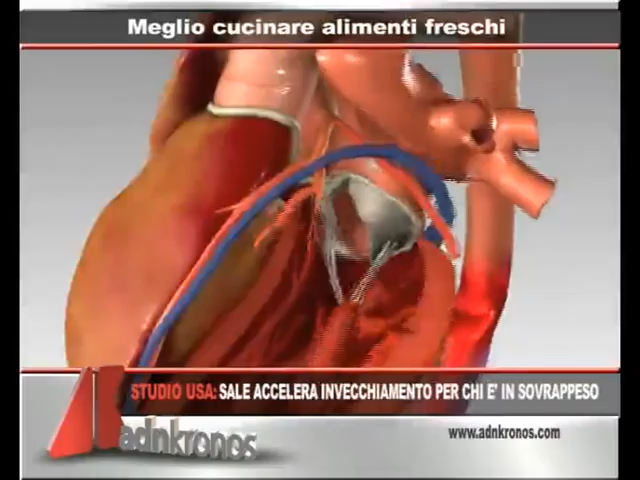 Meglio cucinare alimenti freschi
STUDIO USA: SALE ACCELERA INVECCHIAMENTO PER CHI E' IN SOVRAPPESO
adnkronos
www.adnkronos.com